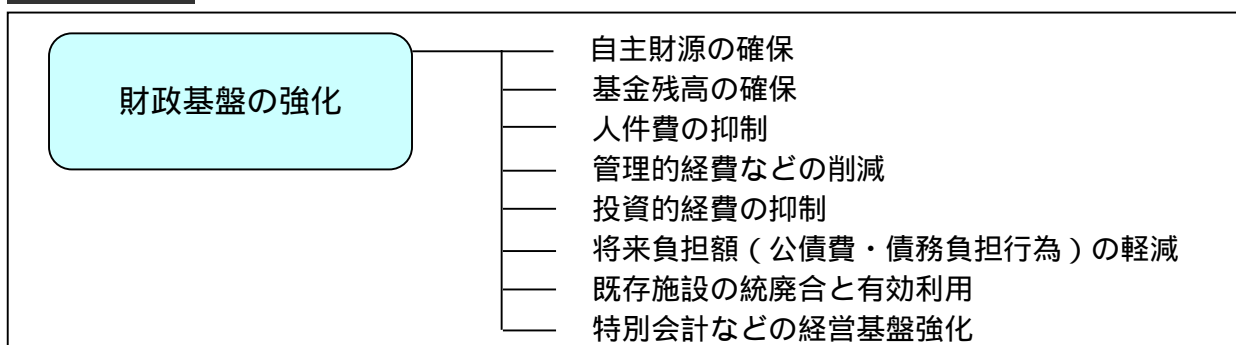 財政基盤の強化
自主財源の確保
基金残高の確保
人件費の抑制
管理的経費などの削減
投資的経費の抑制
将来負担額（公債費・債務負担行為）の軽減
既存施設の統廃合と有効利用
特別会計などの経営基盤強化